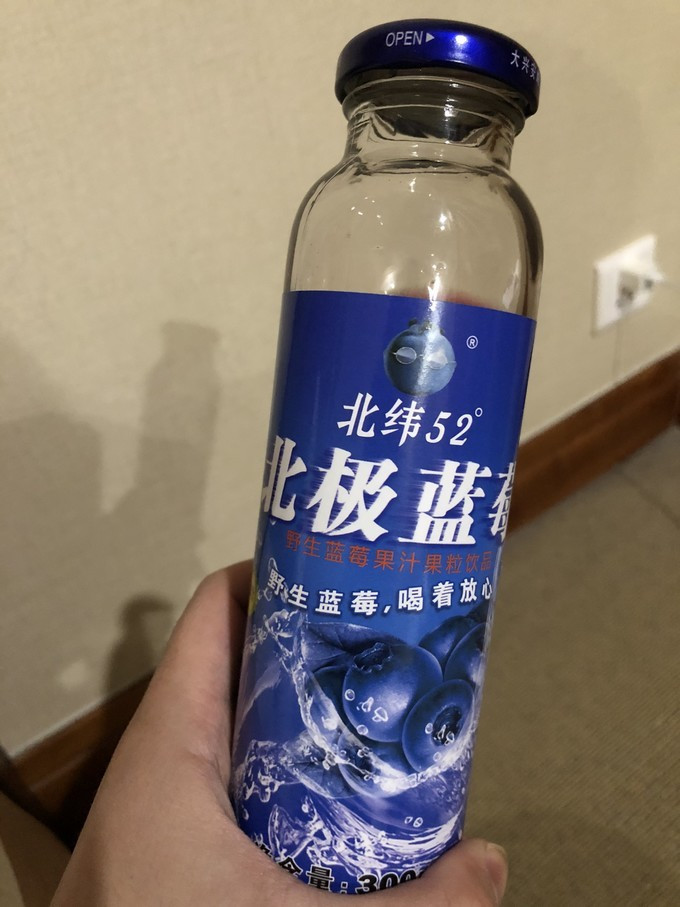 OPEN▶
大兴安
®
北纬52°
北极蓝莓
野生蓝莓果汁果粒饮品
野生蓝莓,喝着放心
含量:300